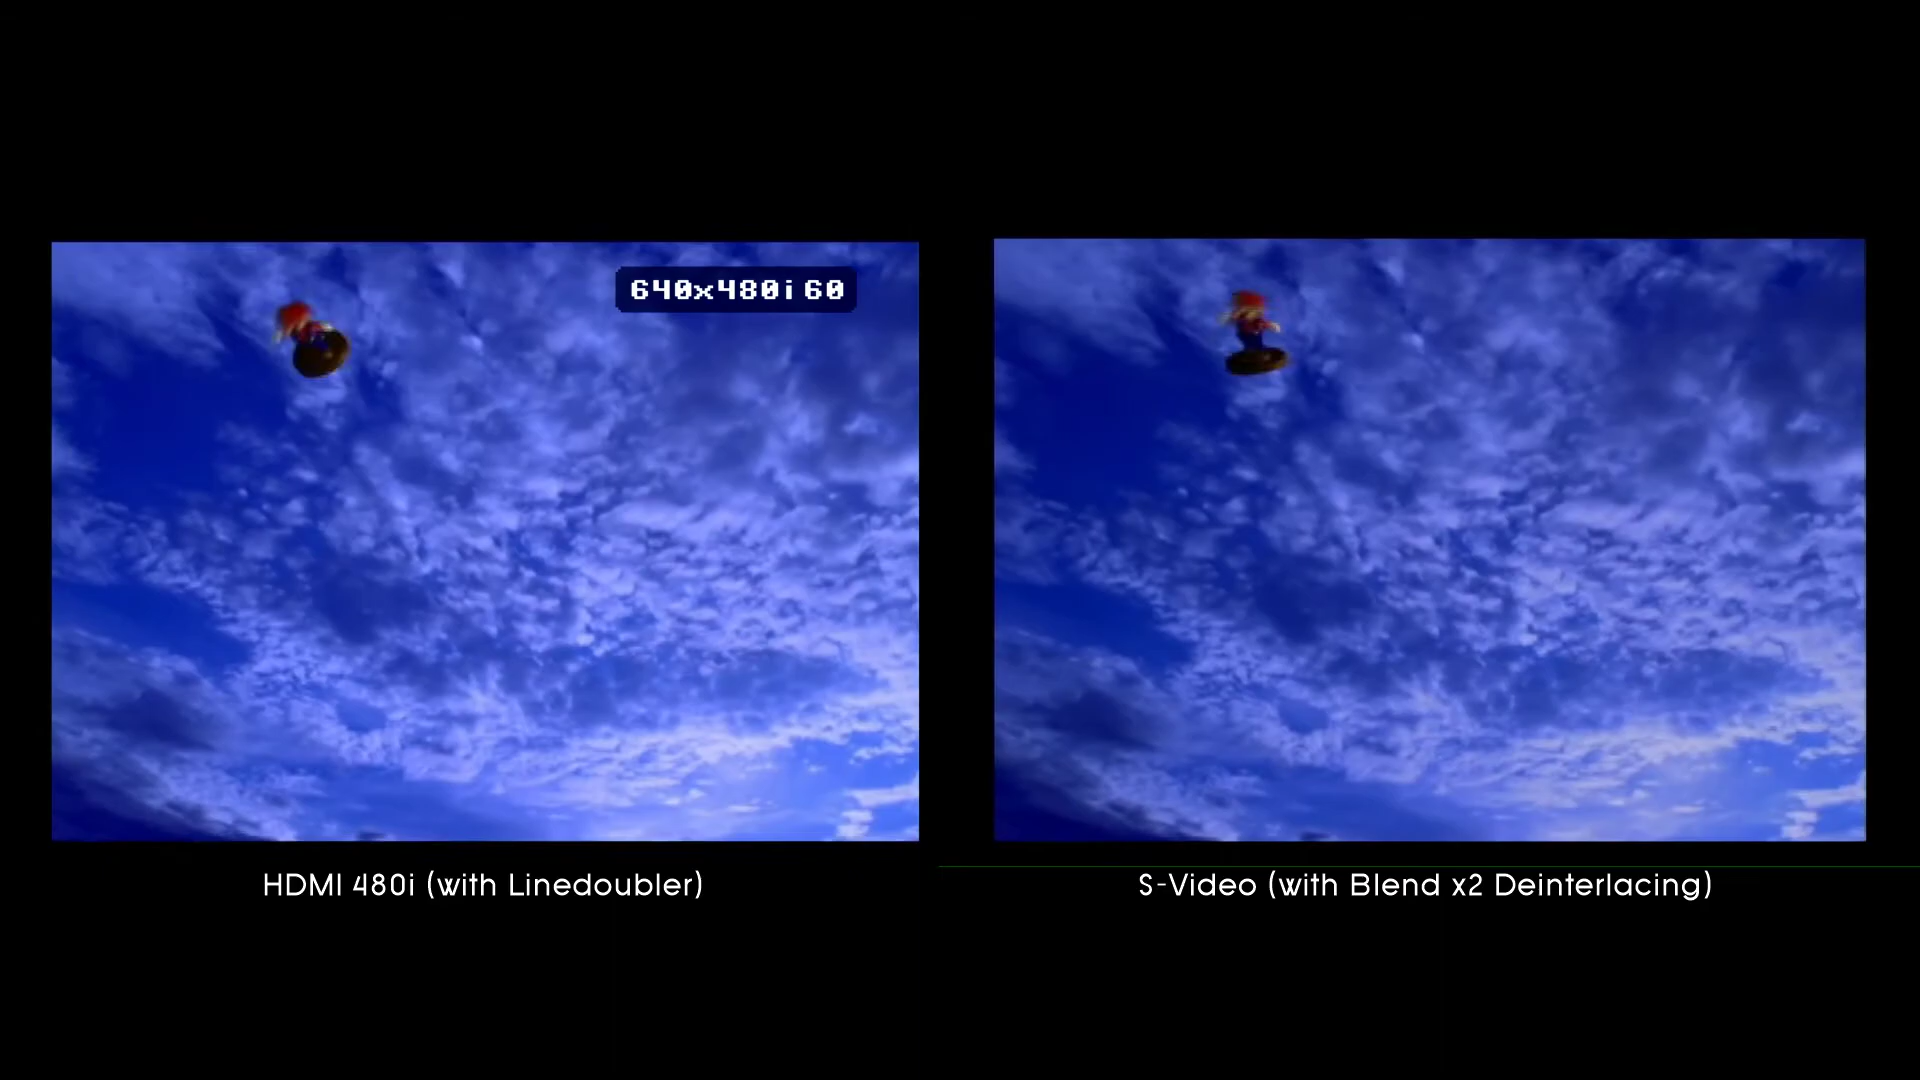 640x480i 60
HDMI 480i (with Linedoubler)
S-Video (with Blend x2 Deinterlacing)